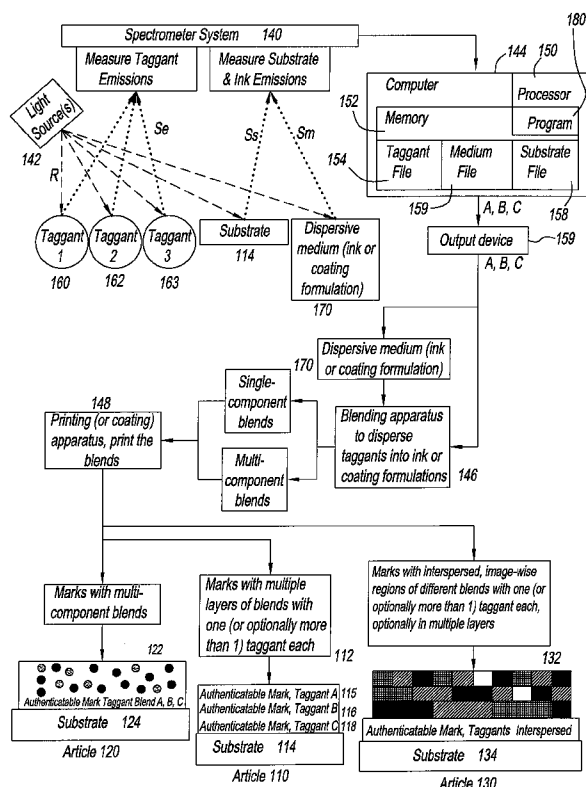 Spectrometer System 140
Measure Taggant
Emissions
Measure Substrate
& Ink Emissions
Light
Source(s)
142
R
Se
Ss
Sm
Taggant
1
160
Taggant
2
162
Taggant
3
163
Substrate
114
Dispersive
medium (ink or
coating
formulation)
170
144
150
180
Computer
Processor
152
Memory
Program
154
Taggant
File
Medium
File
159
Substrate
File
158
A, B, C
Output device
159
A, B, C
Dispersive medium (ink
or coating formulation)
170
Single-
component
blends
Multi-
component
blends
Blending apparatus
to disperse
taggants into ink or
coating formulations
146
148
Printing (or coating)
apparatus, print the
blends
Marks with multi-
component blends
Marks with multiple
layers of blends with
one (or optionally more
than 1) taggant each
Marks with interspersed, image-wise
regions of different blends with one (or
optionally more than 1) taggant each,
optionally in multiple layers
122
Authenticatable Mark Taggant Blend A, B, C
Substrate 124
Article 120
112
Authenticatable Mark, Taggant A 115
Authenticatable Mark, Taggant B 116
Authenticatable Mark, Taggant C 118
Substrate 114
Article 110
132
Authenticatable Mark, Taggants Interspersed
Substrate 134
Article 130